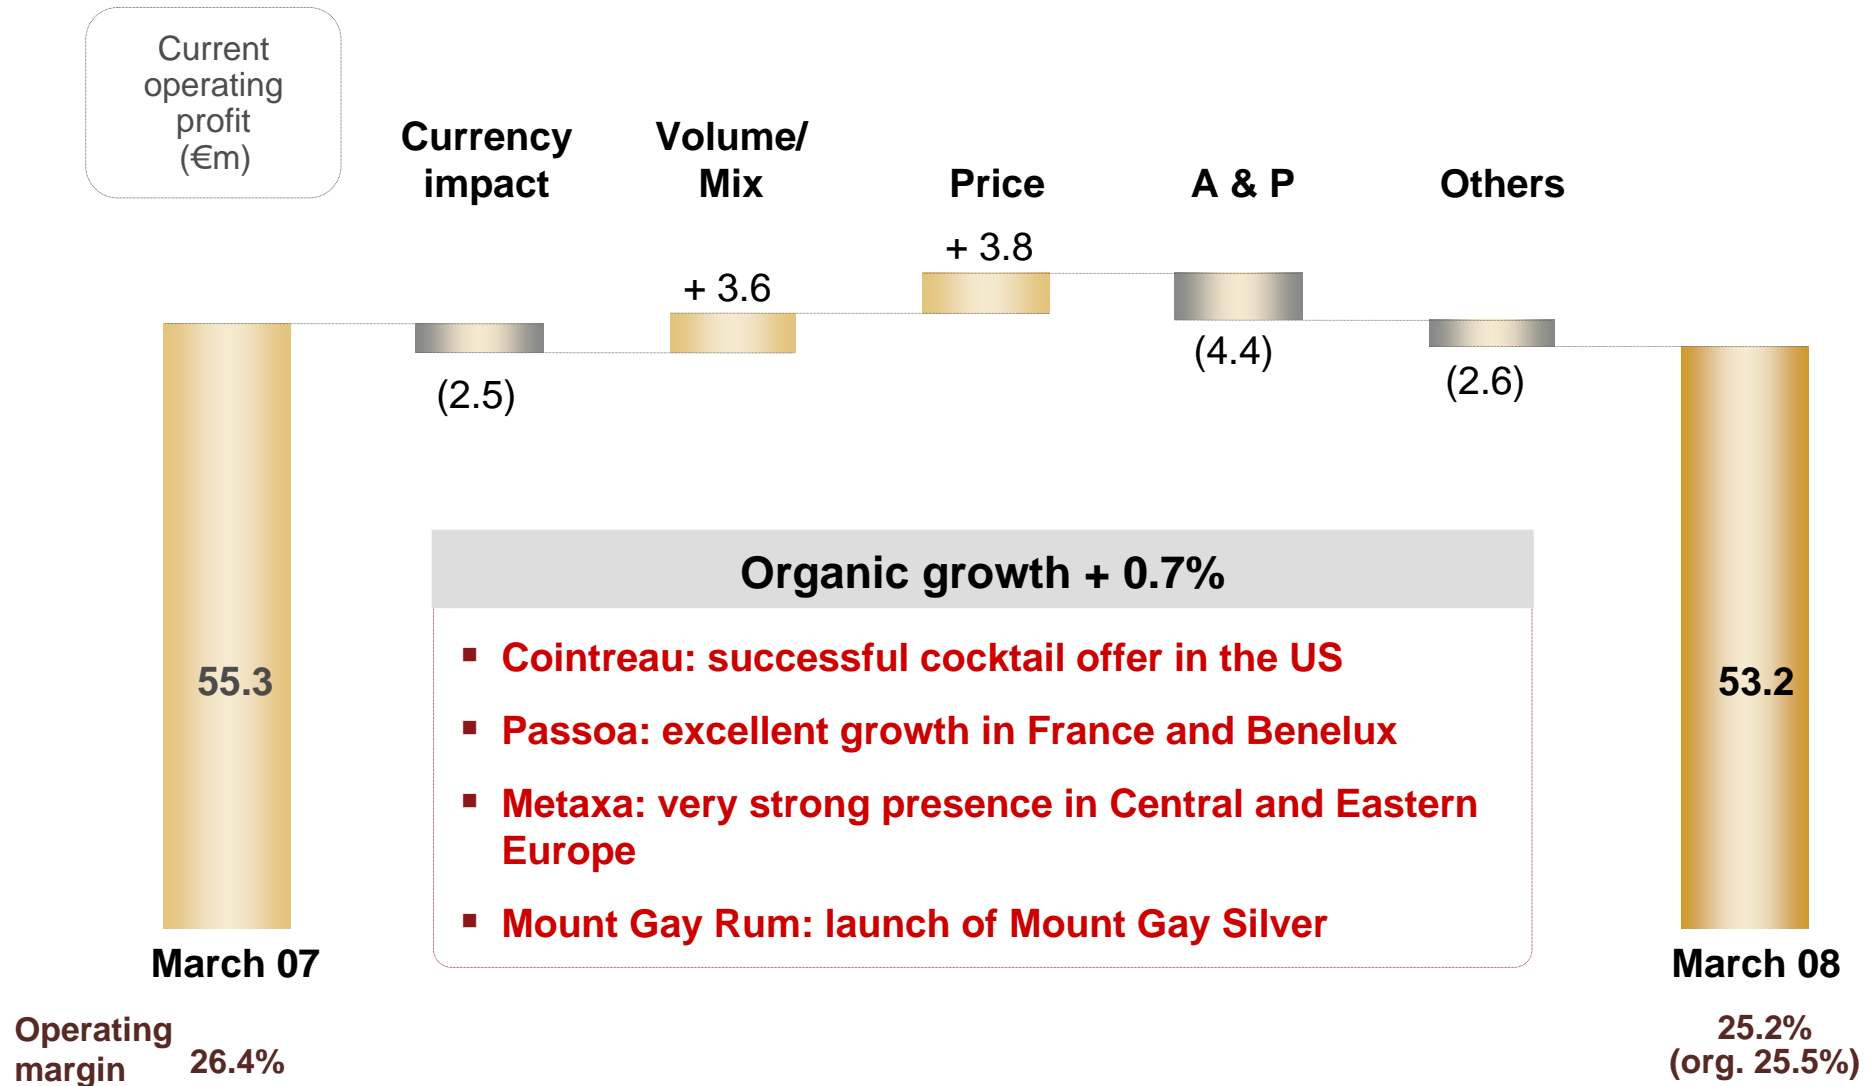 Current
operating
profit
(€m)
Currency
impact
Volume/
Mix
Price
A & P
Others
(2.5)
+ 3.6
+ 3.8
(4.4)
(2.6)
55.3
53.2
Organic growth + 0.7%
▪ Cointreau: successful cocktail offer in the US
▪ Passoa: excellent growth in France and Benelux
▪ Metaxa: very strong presence in Central and Eastern
Europe
▪ Mount Gay Rum: launch of Mount Gay Silver
March 07
March 08
Operating
margin
26.4%
25.2%
(org. 25.5%)